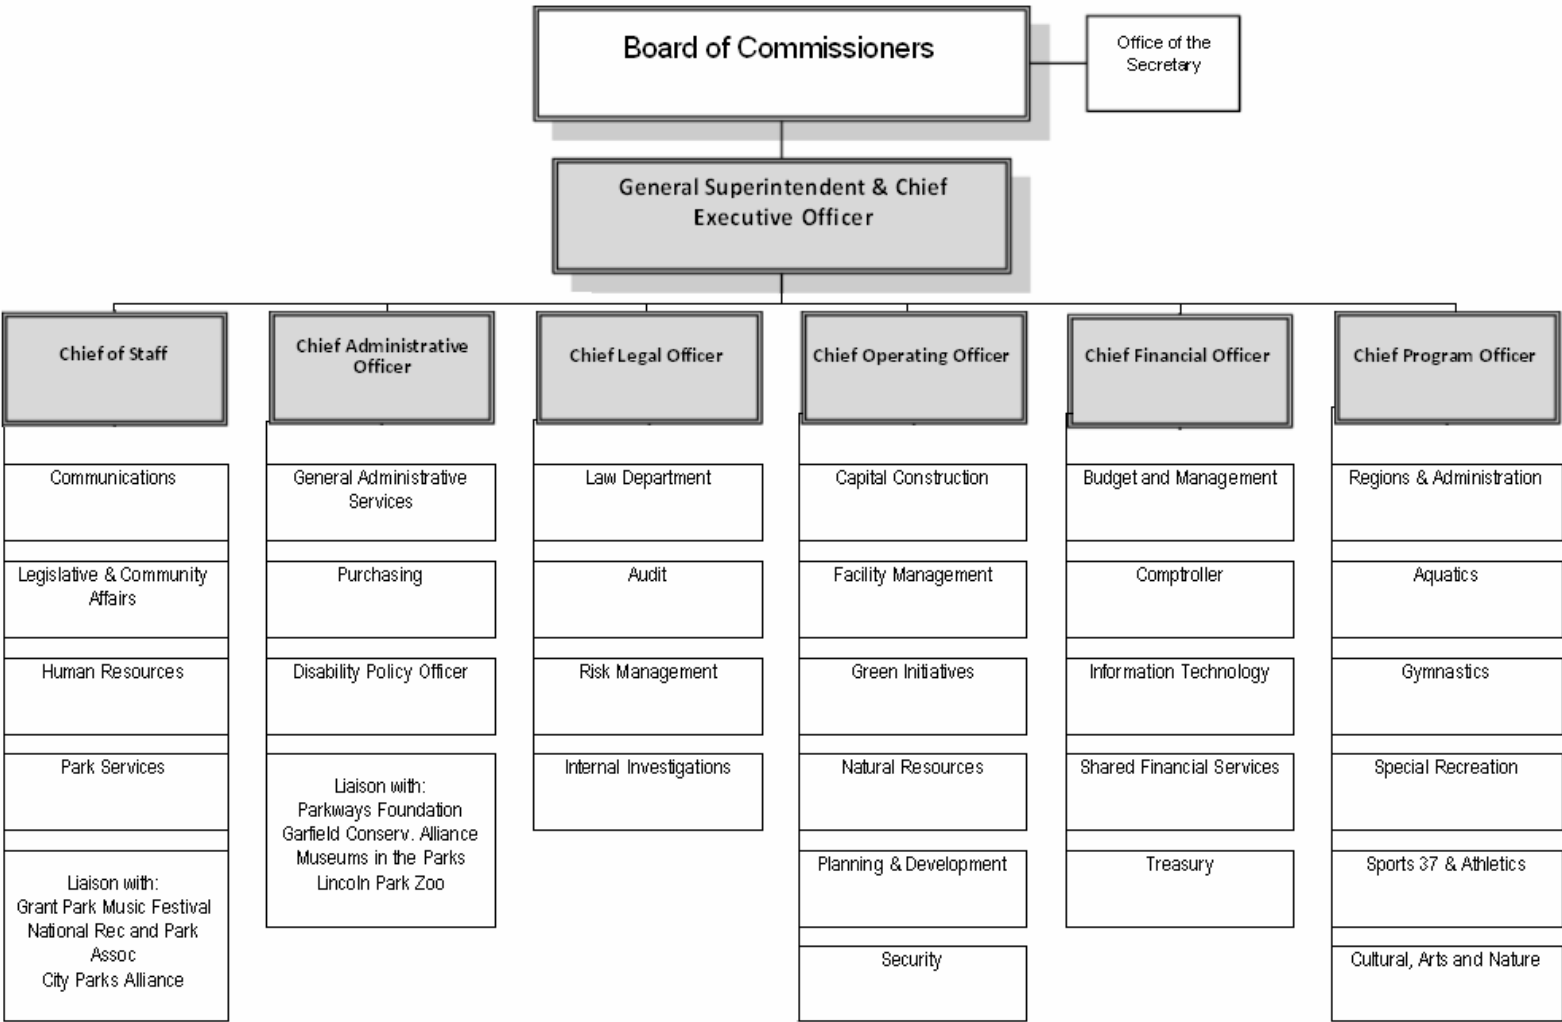 Board of Commissioners
Office of the
Secretary
General Superintendent & Chief
Executive Officer
Chief of Staff
Communications
Legislative & Community
Affairs
Human Resources
Park Services
Liaison with:
Grant Park Music Festival
National Rec and Park
Assoc
City Parks Alliance
Chief Administrative
Officer
General Administrative
Services
Purchasing
Disability Policy Officer
Liaison with:
Parkways Foundation
Garfield Conserv. Alliance
Museums in the Parks
Lincoln Park Zoo
Chief Legal Officer
Law Department
Audit
Risk Management
Internal Investigations
Chief Operating Officer
Capital Construction
Facility Management
Green Initiatives
Natural Resources
Planning & Development
Security
Chief Financial Officer
Budget and Management
Comptroller
Information Technology
Shared Financial Services
Treasury
Chief Program Officer
Regions & Administration
Aquatics
Gymnastics
Special Recreation
Sports 37 & Athletics
Cultural, Arts and Nature